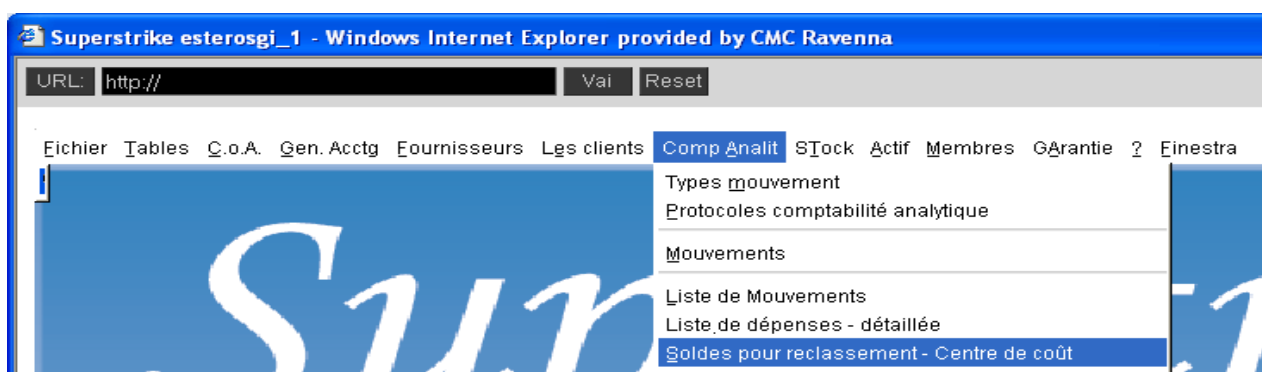 Superstrike esterosgi_1 - Windows Internet Explorer provided by CMC Ravenna
URL: http:// Vai Reset
Fichier Tables C.o.A. Gen. Acctg Fournisseurs Les clients Comp Analit STock Actif Membres GArantie ? Finestra
Types mouvement
Protocoles comptabilité analytique
Mouvements
Liste de Mouvements
Liste de dépenses - détaillée
Soldes pour reclassement - Centre de coût